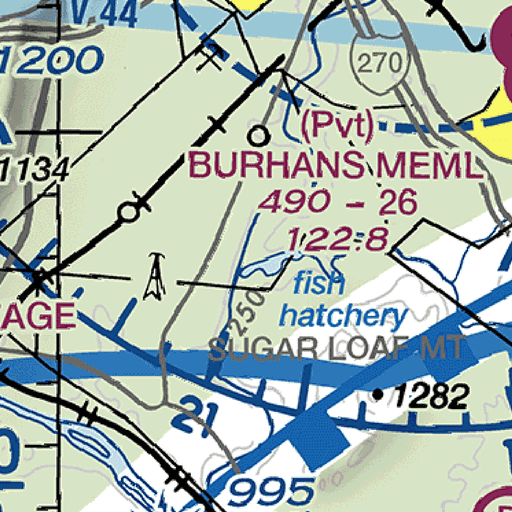 V 44
1200
270
(Pvt)
BURHANS MEML
1134
490 - 26
122.8
fish
hatchery
AGE
250
SUGAR LOAF MT
1282
21
0
995